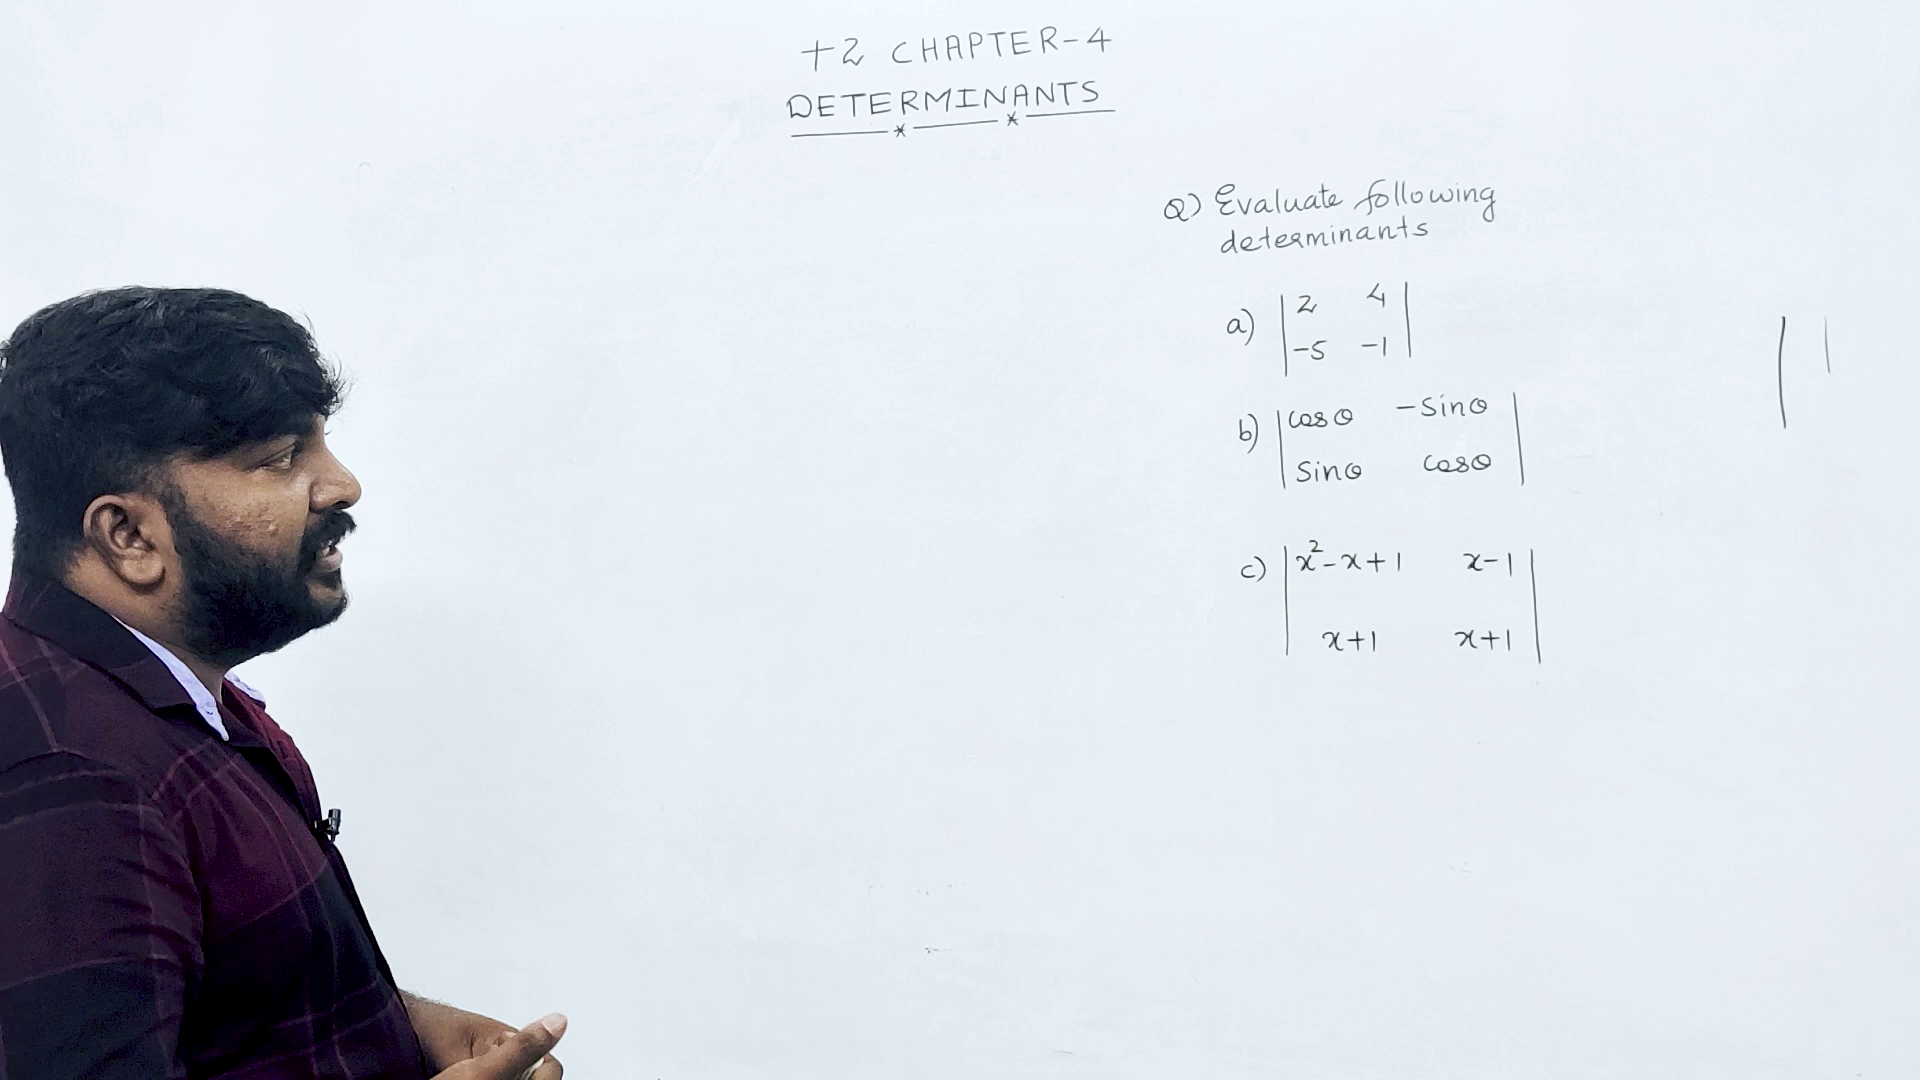 +2 CHAPTER-4
DETERMINANTS
Q) Evaluate following
determinants
a) | 2 4 |
| -5 -1 |
b) | cosθ -sinθ |
| sinθ cosθ |
c) | x²-x+1 x-1 |
| x+1 x+1 |